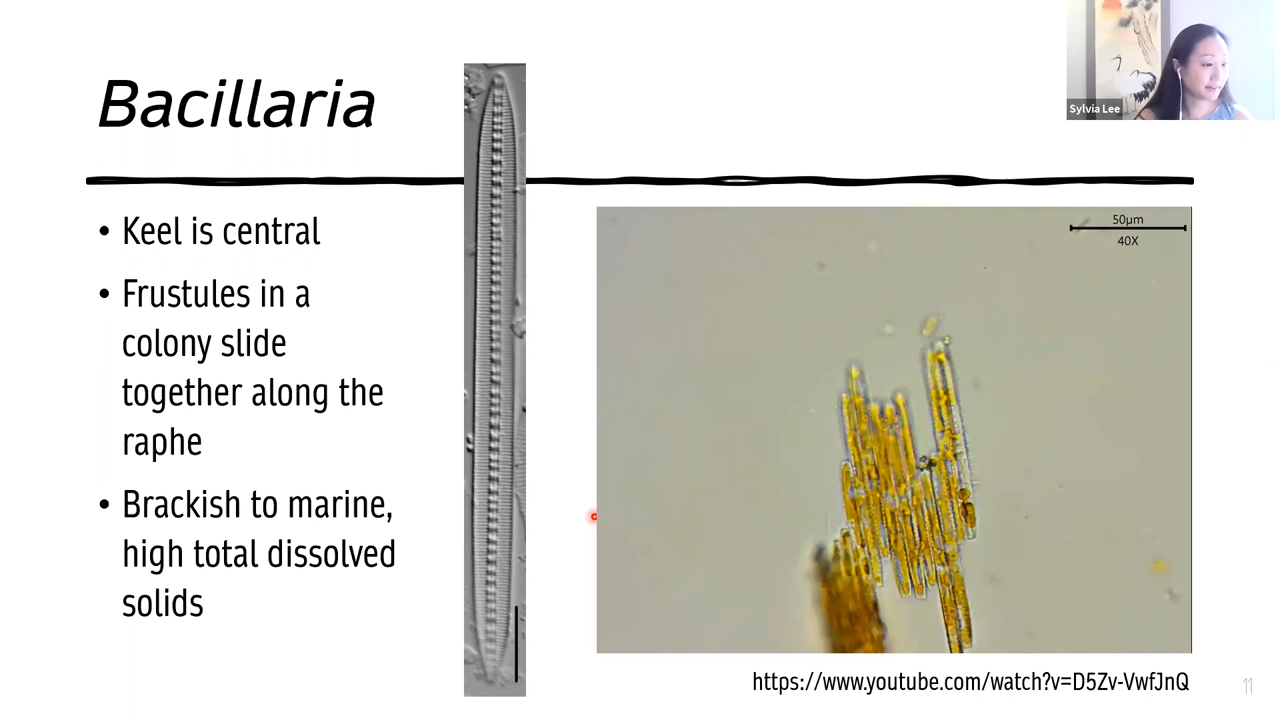 Bacillaria
Sylvia Lee
• Keel is central
• Frustules in a
colony slide
together along the
raphe
• Brackish to marine,
high total dissolved
solids
50µm
40X
https://www.youtube.com/watch?v=D5Zv-VwfJnQ
11